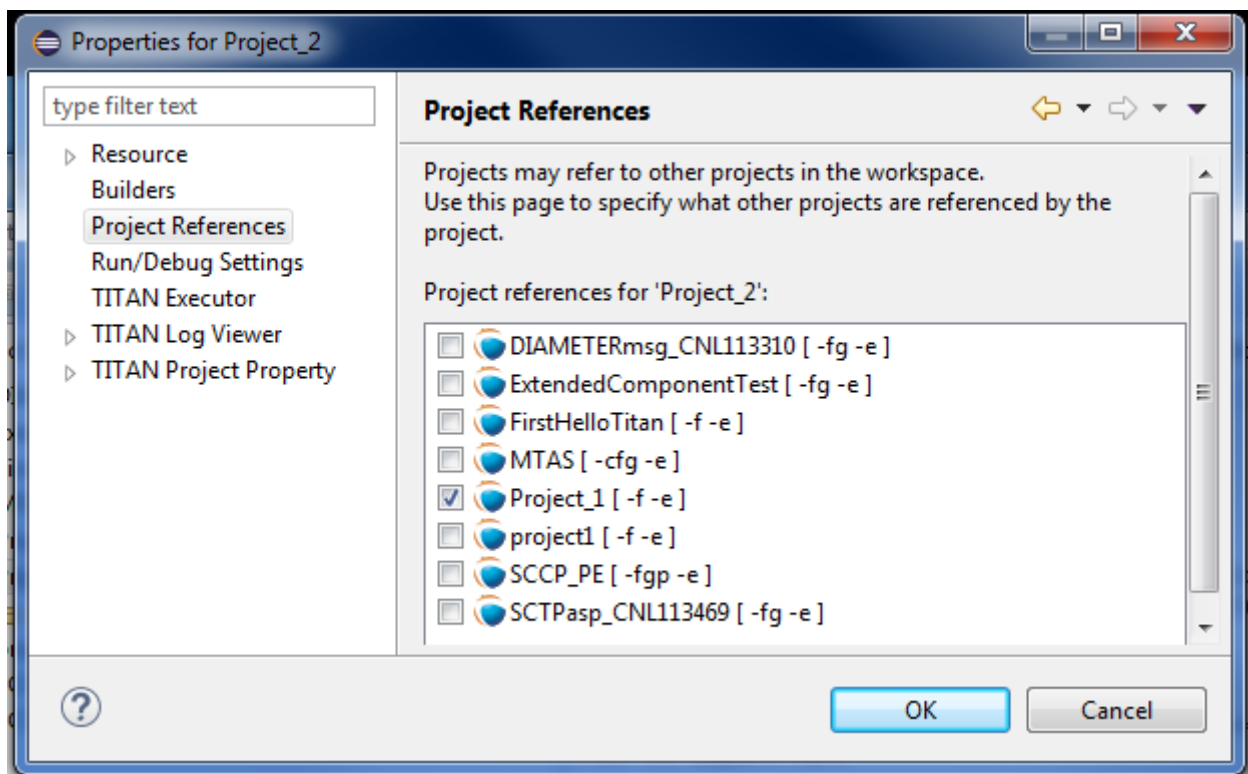 Properties for Project_2
type filter text
Resource
Builders
Project References
Run/Debug Settings
TITAN Executor
TITAN Log Viewer
TITAN Project Property
Project References
Projects may refer to other projects in the workspace.
Use this page to specify what other projects are referenced by the
project.
Project references for 'Project_2':
DIAMETERmsg_CNL113310 [ -fg -e ]
ExtendedComponentTest [ -fg -e ]
FirstHelloTitan [ -f -e ]
MTAS [ -cfg -e ]
Project_1 [ -f -e ]
project1 [ -f -e ]
SCCP_PE [ -fgp -e ]
SCTPasp_CNL113469 [ -fg -e ]
OK
Cancel